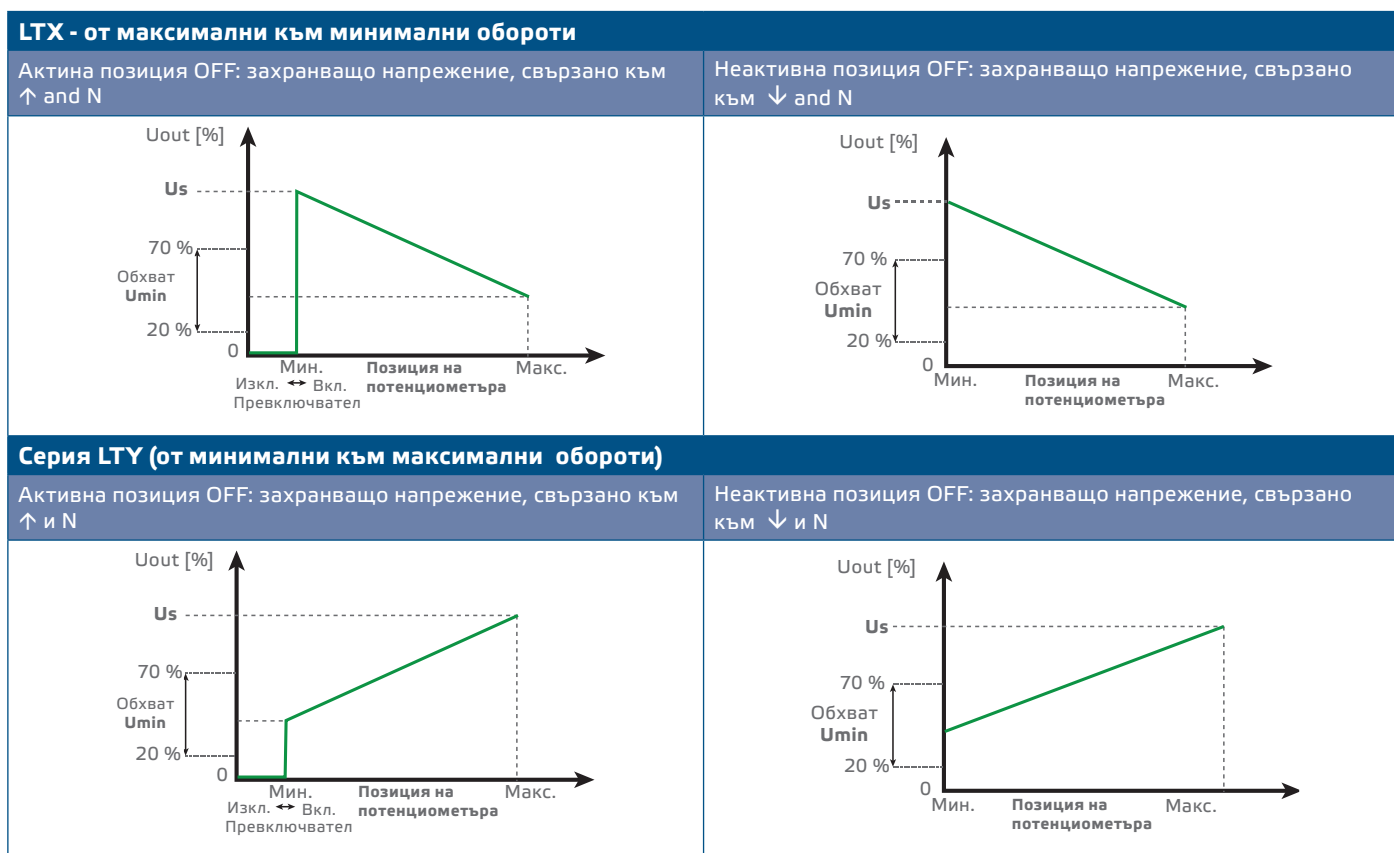 LTX - от максимални към минимални обороти
Актина позиция OFF: захранващо напрежение, свързано към
↑ and N
Неактивна позиция OFF: захранващо напрежение, свързано
към ↓ and N
Uout [%]
Us
70 %
Обхват
Umin
20 %
0
Мин.
Изкл. ↔ Вкл.
Превключвател
Позиция на
потенциометъра
Макс.
Uout [%]
Us
70 %
Обхват
Umin
20 %
0
Мин.
Позиция на
потенциометъра
Макс.
Серия LTY (от минимални към максимални обороти)
Активна позиция OFF: захранващо напрежение, свързано към
↑ и N
Неактивна позиция OFF: захранващо напрежение, свързано
към ↓ и N
Uout [%]
Us
70 %
Обхват
Umin
20 %
0
Мин.
Изкл. ↔ Вкл.
Превключвател
Позиция на
потенциометъра
Макс.
Uout [%]
Us
70 %
Обхват
Umin
20 %
0
Мин.
Позиция на
потенциометъра
Макс.